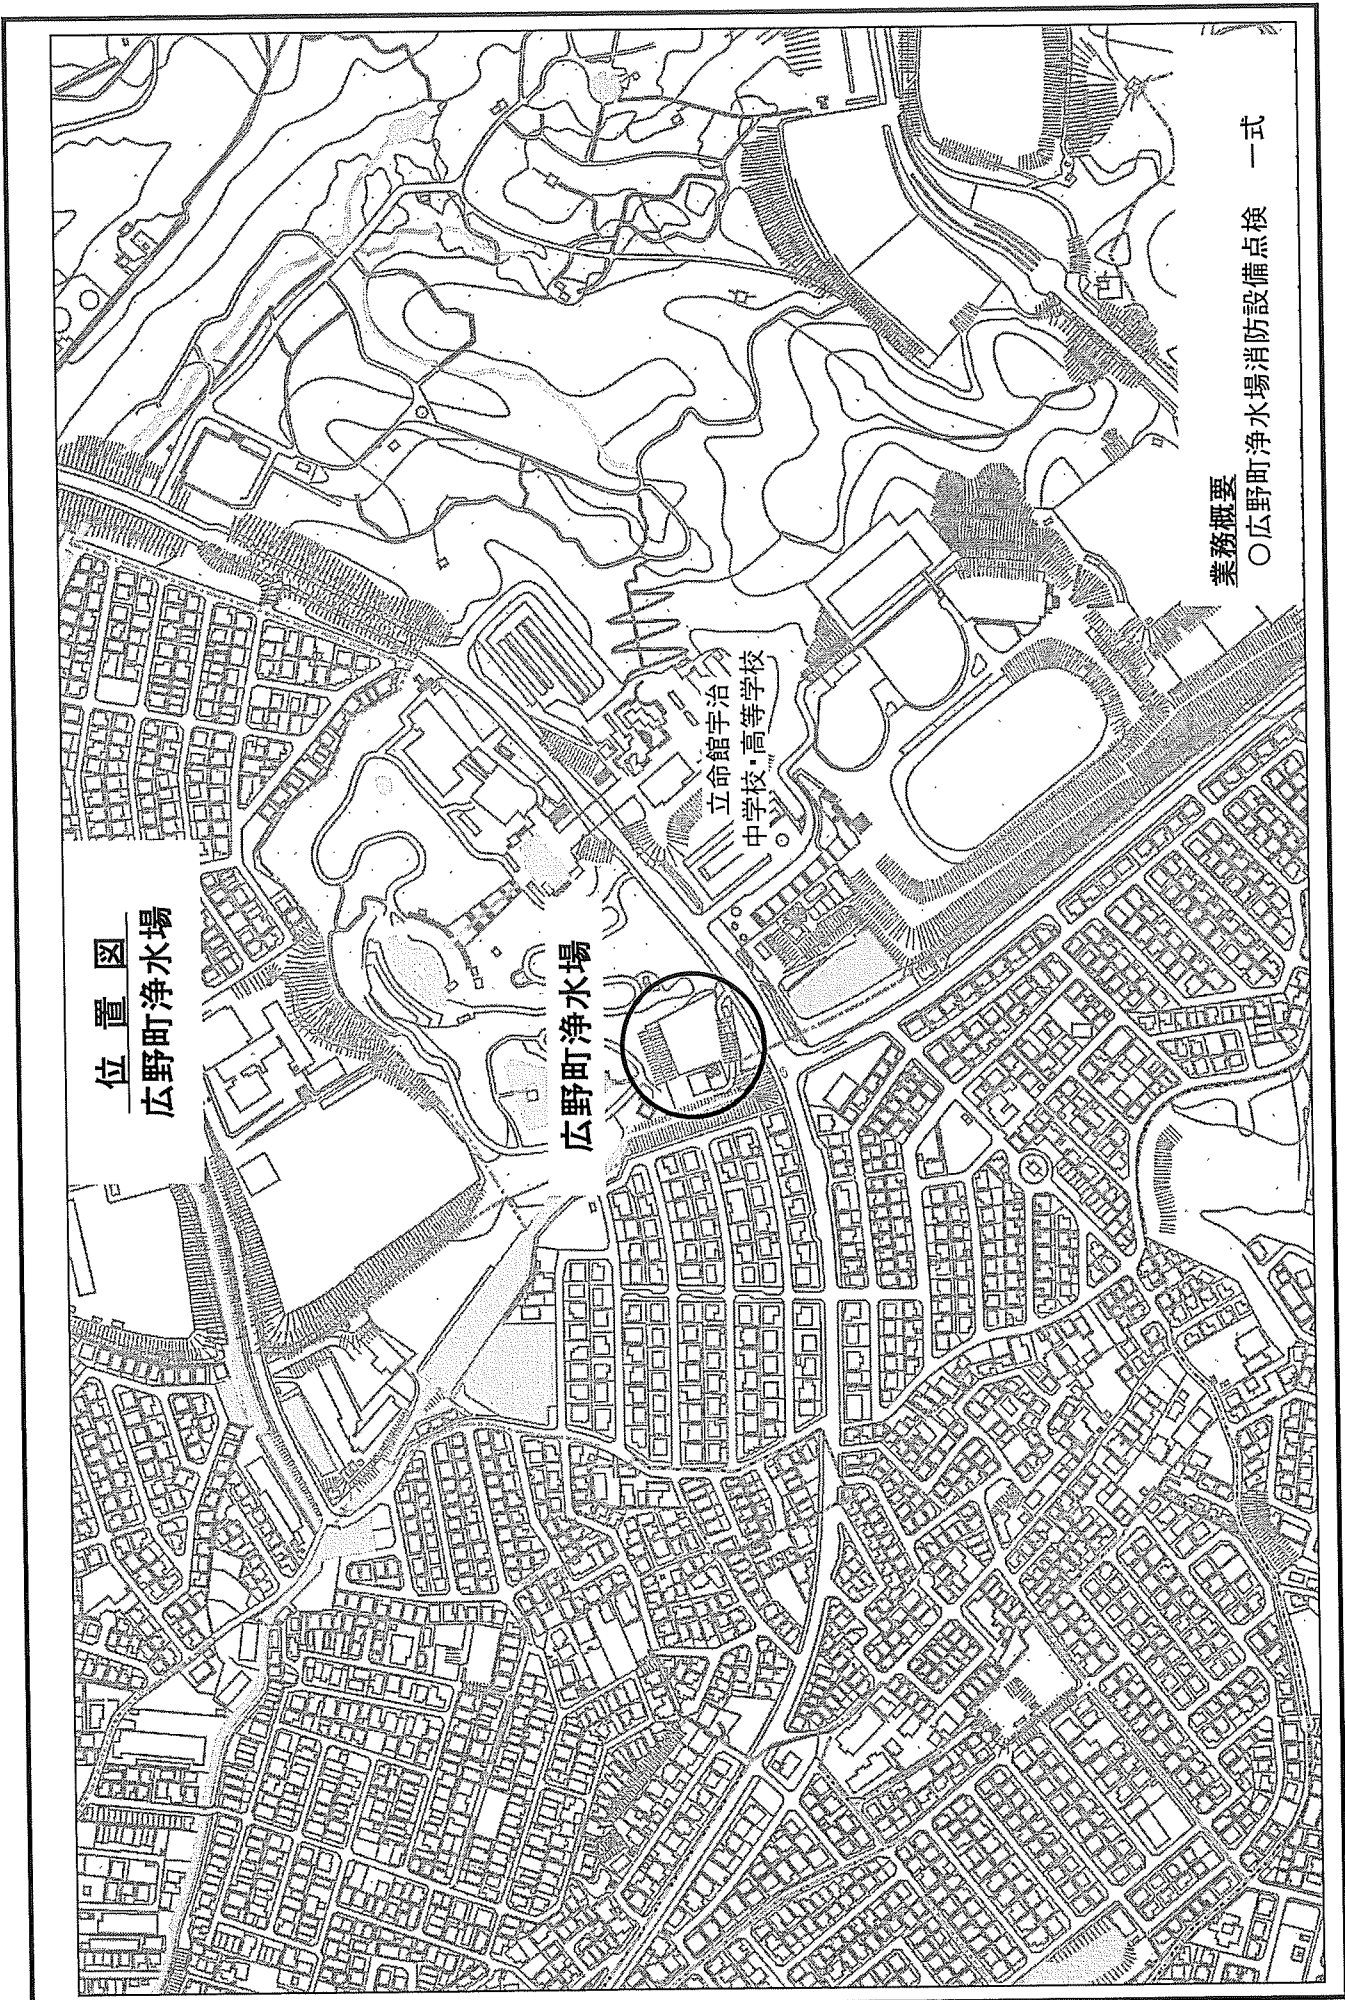 位置図
広野町浄水場
広野町浄水場
立命館宇治
中学校・高等学校
業務概要
○広野町浄水場消防設備点検　一式